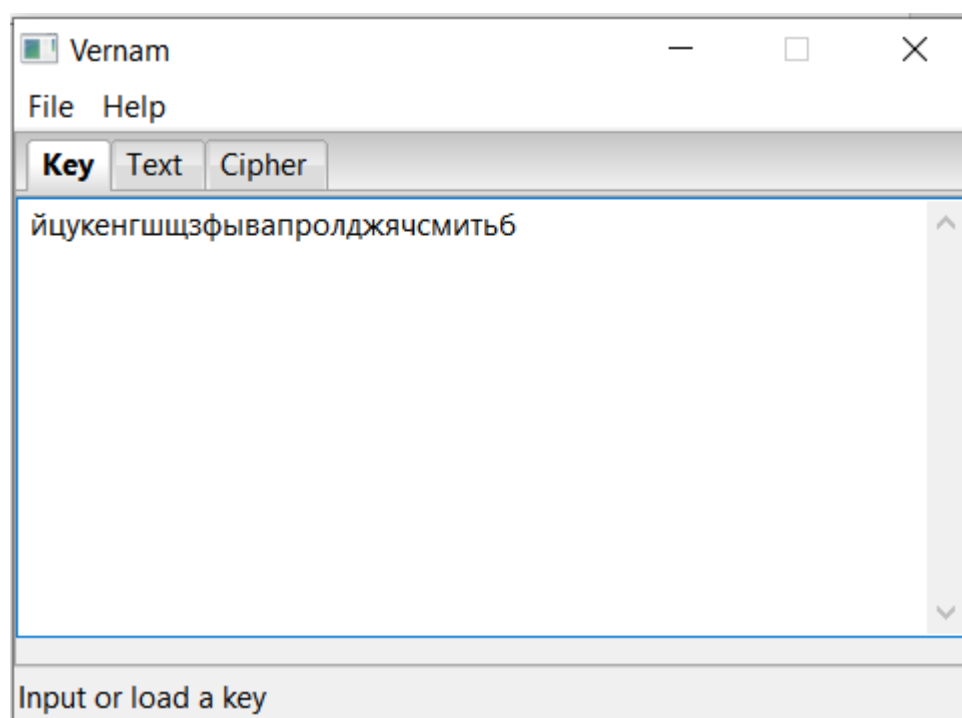 Vernam
File Help
Key Text Cipher
йцукенгшщзфывапролджячсмитьб
Input or load a key